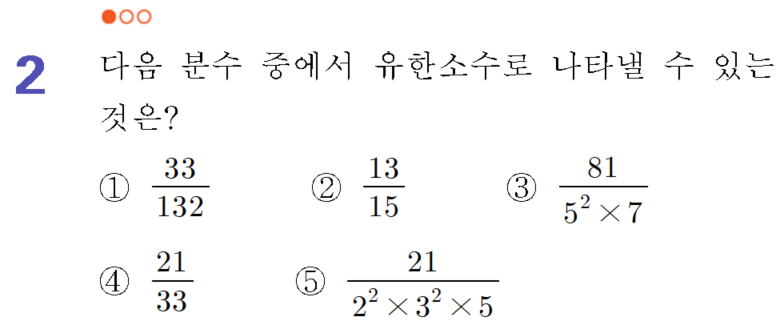 2 다음 분수 중에서 유한소수로 나타낼 수 있는
것은?
① 33/132 ② 13/15 ③ 81/(5² × 7)
④ 21/33 ⑤ 21/(2² × 3² × 5)